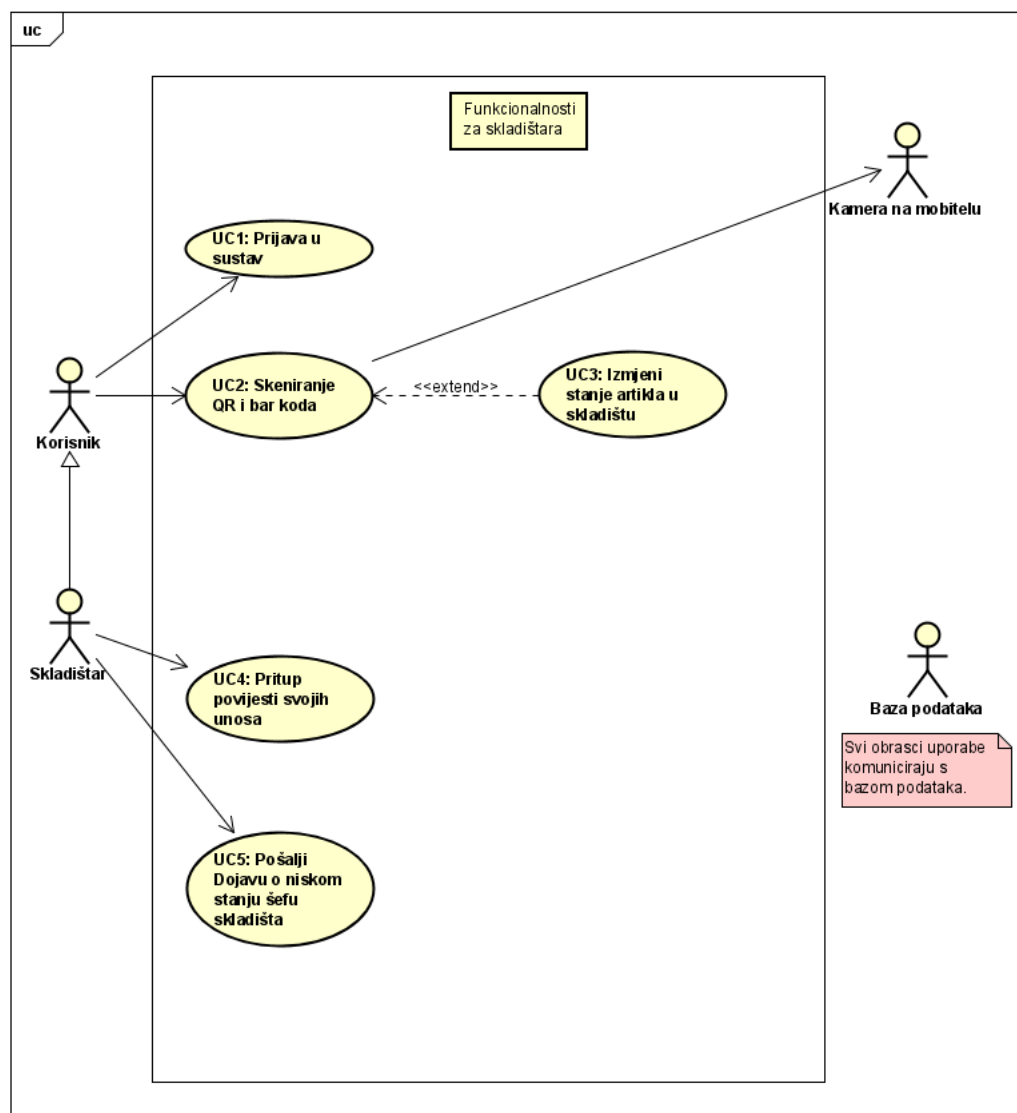 uc
Funkcionalnosti
za skladištara
Kamera na mobitelu
UC1: Prijava u
sustav
UC2: Skeniranje
QR i bar koda
<<extend>>
UC3: Izmjeni
stanje artikla u
skladištu
Korisnik
Skladištar
UC4: Pritup
povijesti svojih
unosa
Baza podataka
Svi obrasci uporabe
komuniciraju s
bazom podataka.
UC5: Pošalji
Dojavu o niskom
stanju šefu
skladišta